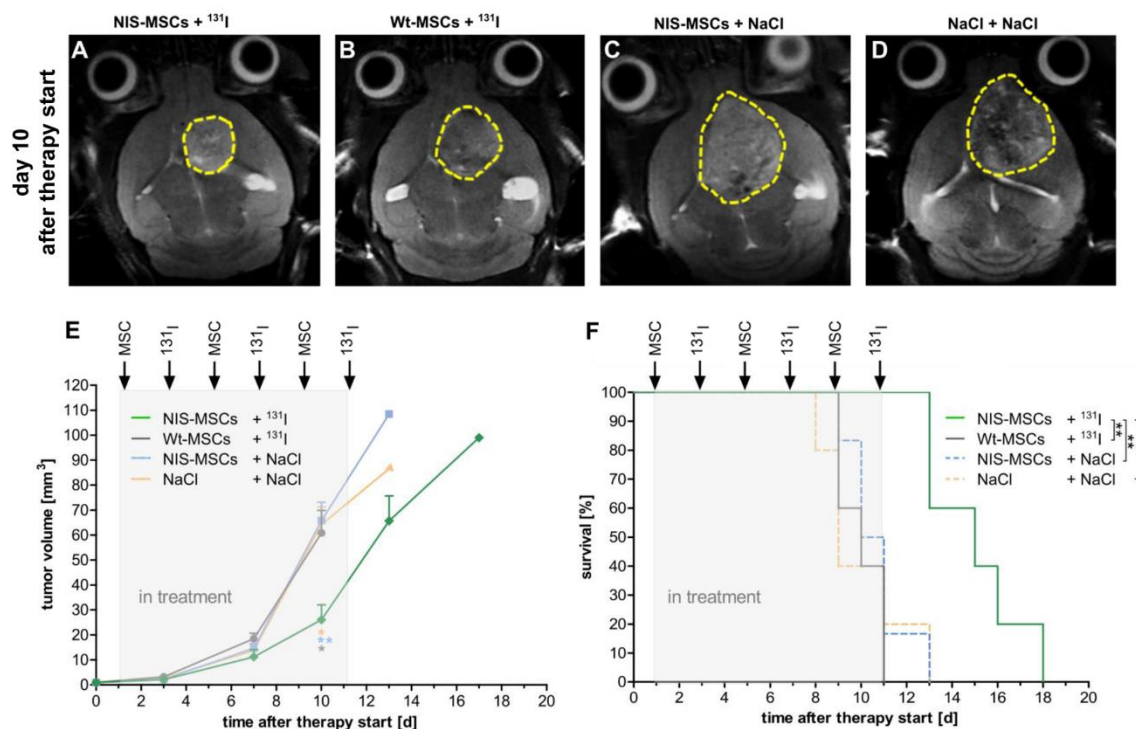 NIS-MSCs + ¹³¹I
Wt-MSCs + ¹³¹I
NIS-MSCs + NaCl
NaCl + NaCl
day 10
after therapy start
A
B
C
D
E
MSC
¹³¹I
MSC
¹³¹I
MSC
¹³¹I
tumor volume [mm³]
120
110
100
90
80
70
60
50
40
30
20
10
0
NIS-MSCs + ¹³¹I
Wt-MSCs + ¹³¹I
NIS-MSCs + NaCl
NaCl + NaCl
in treatment
*
**
*
0 2 4 6 8 10 12 14 16 18 20
time after therapy start [d]
F
MSC
¹³¹I
MSC
¹³¹I
MSC
¹³¹I
survival [%]
100
90
80
70
60
50
40
30
20
10
0
NIS-MSCs + ¹³¹I
Wt-MSCs + ¹³¹I
NIS-MSCs + NaCl
NaCl + NaCl
**
**
in treatment
0 2 4 6 8 10 12 14 16 18 20
time after therapy start [d]